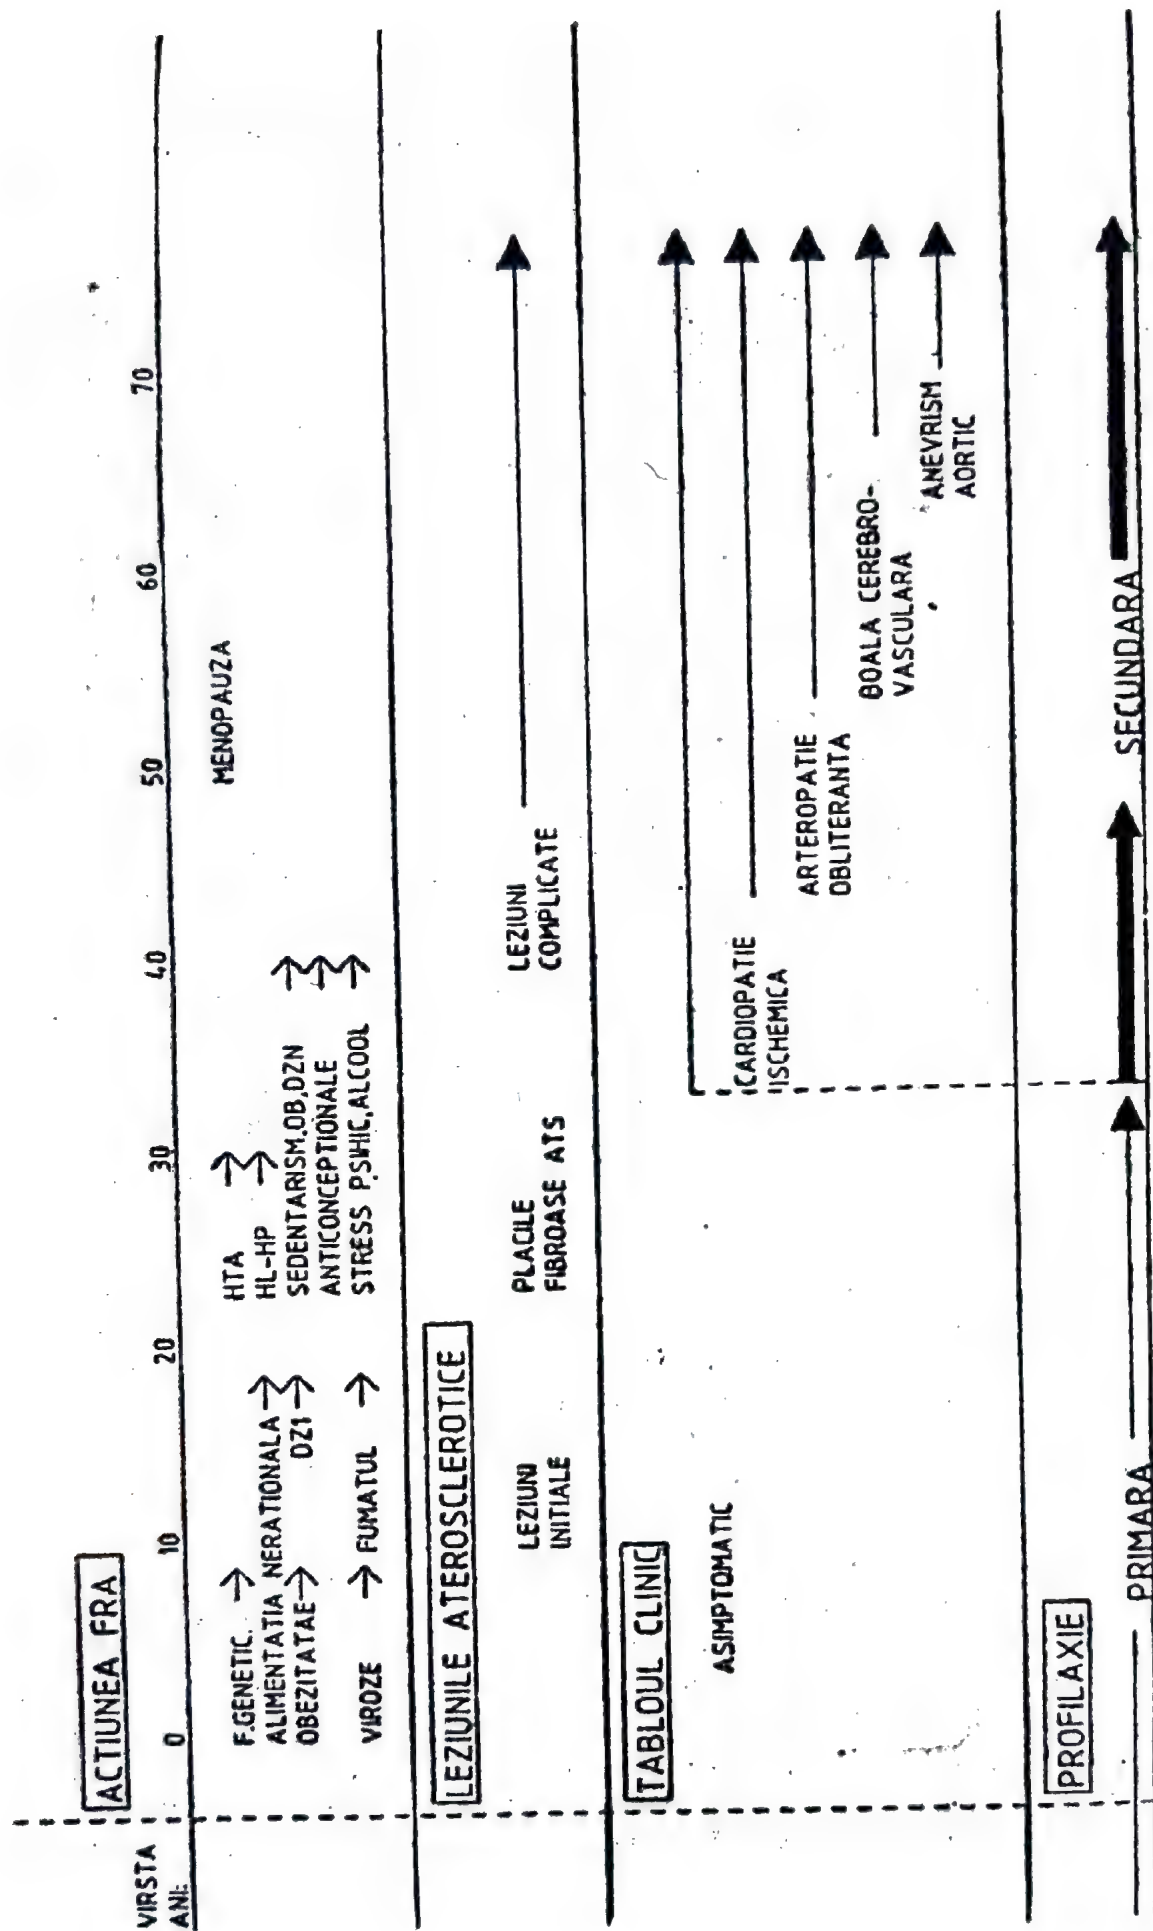 ACTIUNEA FRA
VIRSTA
ANI:
0 10 20 30 40 50 60 70
F.GENETIC. →
ALIMENTATIA NERATIONALA →
OBEZITATAE → DZ1 →
VIROZE → FUMATUL →
HTA →
HL-HP →
SEDENTARISM,OB,DZN →
ANTICONCEPTIONALE →
STRESS PSIHIC,ALCOOL →
MENOPAUZA
LEZIUNILE ATEROSCLEROTICE
LEZIUNI
INITIALE
PLACILE
FIBROASE ATS
LEZIUNI
COMPLICATE
TABLOUL CLINIC
ASIMPTOMATIC
CARDIOPATIE
ISCHEMICA
ARTEROPATIE
OBLITERANTA
BOALA CEREBRO-
VASCULARA
ANEVRISM
AORTIC
PROFILAXIE
PRIMARA
SECUNDARA